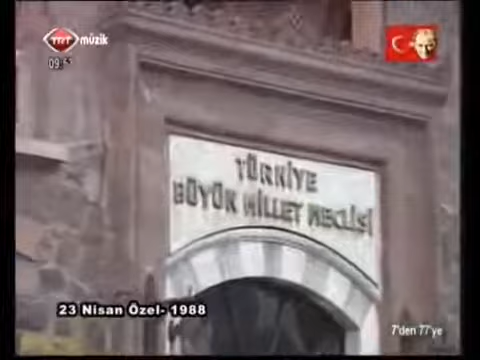 TRT müzik
TÜRKİYE
BÜYÜK MİLLET MECLİSİ
23 Nisan Özel- 1988
7'den 77'ye